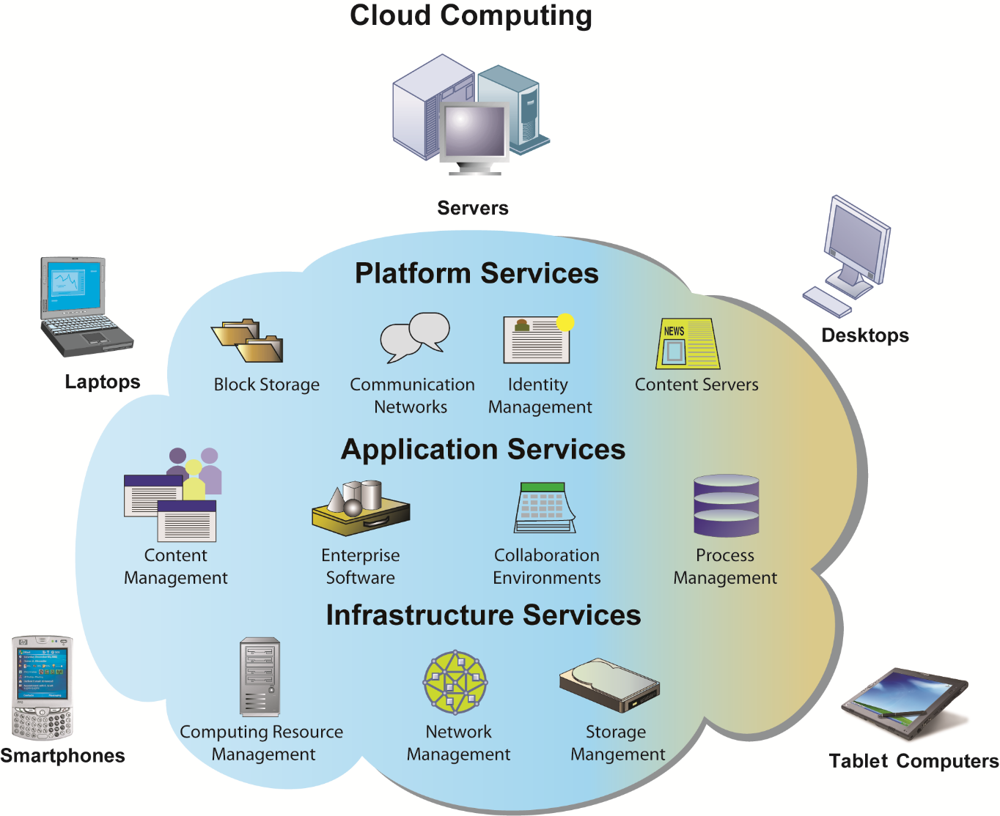 Cloud Computing
Servers
Platform Services
Laptops
Desktops
NEWS
Block Storage
Communication
Networks
Identity
Management
Content Servers
Application Services
Content
Management
Enterprise
Software
Collaboration
Environments
Process
Management
Infrastructure Services
Computing Resource
Management
Network
Management
Storage
Mangement
Smartphones
Tablet Computers